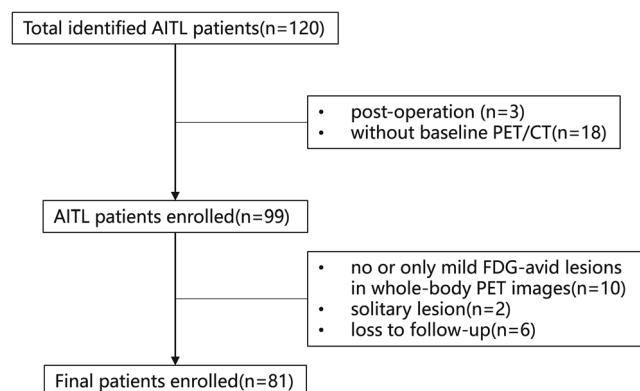 Total identified AITL patients(n=120)
• post-operation (n=3)
• without baseline PET/CT(n=18)
AITL patients enrolled(n=99)
• no or only mild FDG-avid lesions
in whole-body PET images(n=10)
• solitary lesion(n=2)
• loss to follow-up(n=6)
Final patients enrolled(n=81)